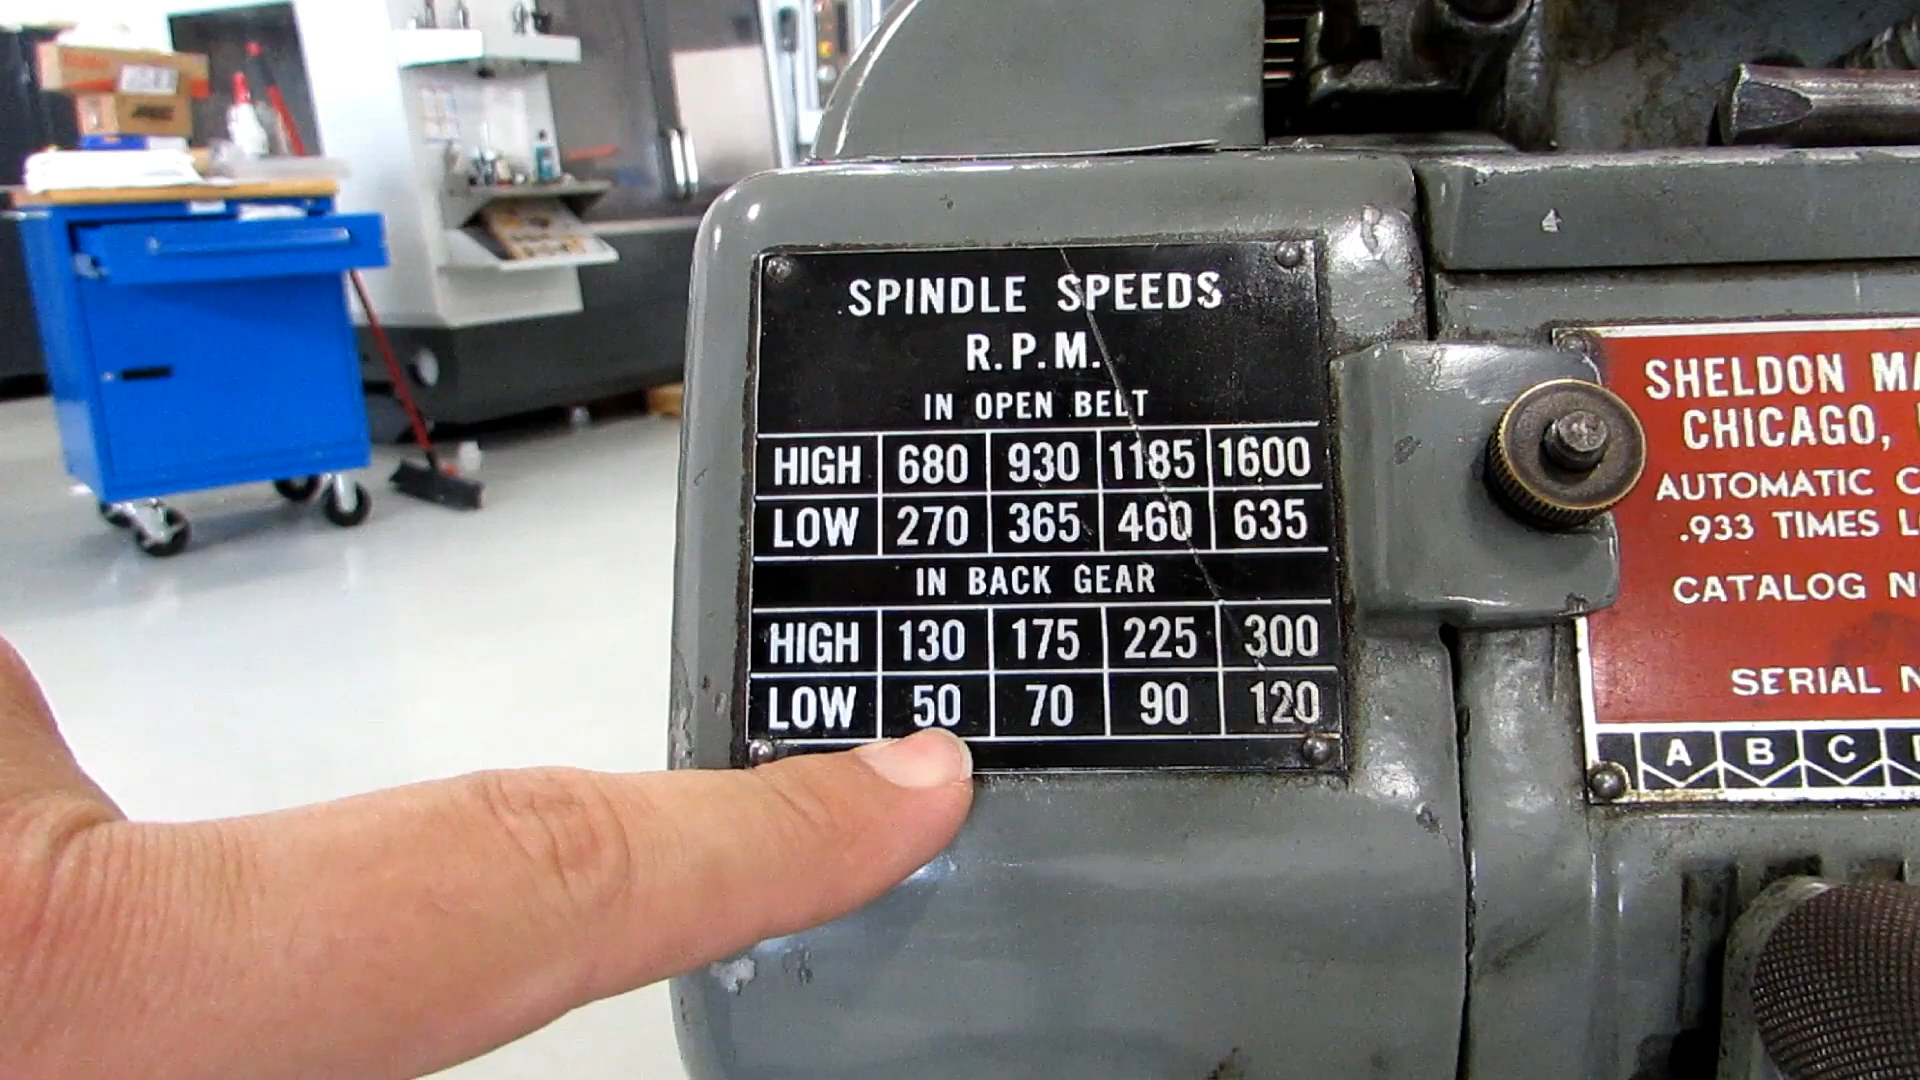 SPINDLE SPEEDS
R.P.M.
IN OPEN BELT
HIGH 680 930 1185 1600
LOW 270 365 460 635
IN BACK GEAR
HIGH 130 175 225 300
LOW 50 70 90 120
SHELDON MA
CHICAGO,
AUTOMATIC C
.933 TIMES L
CATALOG N
SERIAL N
A B C